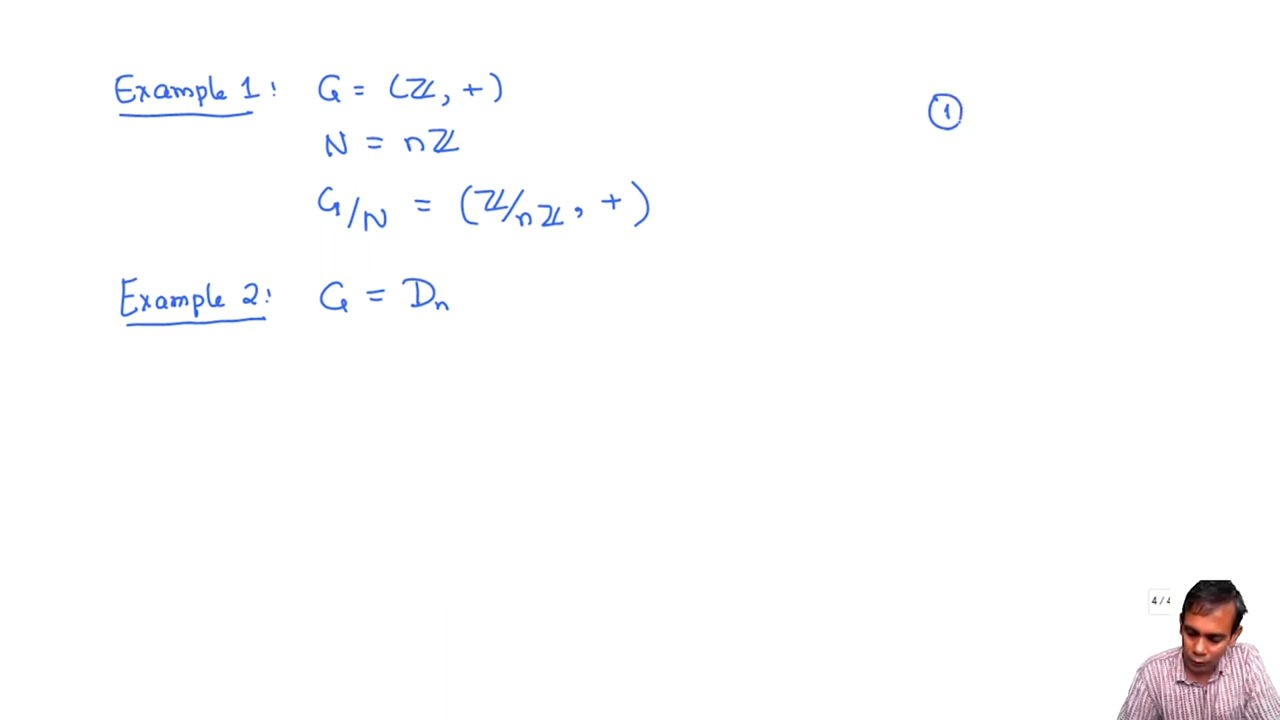 Example 1: G = (ℤ, +)
①
N = nℤ
G/N = (ℤ/nℤ, +)
Example 2: G = Dₙ
4 / 4